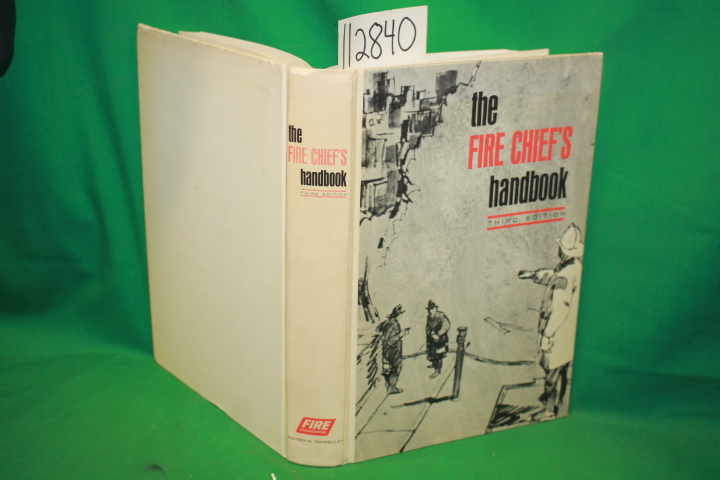 112840
the
FIRE CHIEF'S
handbook
THIRD EDITION
FIRE
the
FIRE CHIEF'S
handbook
THIRD EDITION